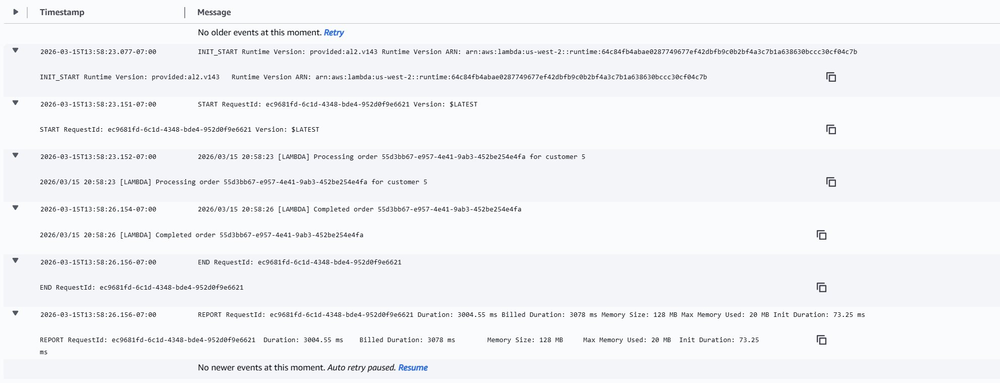 Timestamp Message
No older events at this moment. Retry
2026-03-15T13:58:23.077-07:00 INIT_START Runtime Version: provided:al2.v143 Runtime Version ARN: arn:aws:lambda:us-west-2::runtime:64c84fb4abae0287749677ef42dbfb9c0b2bf4a3c7b1a638630bccc30cf04c7b
INIT_START Runtime Version: provided:al2.v143 Runtime Version ARN: arn:aws:lambda:us-west-2::runtime:64c84fb4abae0287749677ef42dbfb9c0b2bf4a3c7b1a638630bccc30cf04c7b
2026-03-15T13:58:23.151-07:00 START RequestId: ec9681fd-6c1d-4348-bde4-952d0f9e6621 Version: $LATEST
START RequestId: ec9681fd-6c1d-4348-bde4-952d0f9e6621 Version: $LATEST
2026-03-15T13:58:23.152-07:00 2026/03/15 20:58:23 [LAMBDA] Processing order 55d3bb67-e957-4e41-9ab3-452be254e4fa for customer 5
2026/03/15 20:58:23 [LAMBDA] Processing order 55d3bb67-e957-4e41-9ab3-452be254e4fa for customer 5
2026-03-15T13:58:26.154-07:00 2026/03/15 20:58:26 [LAMBDA] Completed order 55d3bb67-e957-4e41-9ab3-452be254e4fa
2026/03/15 20:58:26 [LAMBDA] Completed order 55d3bb67-e957-4e41-9ab3-452be254e4fa
2026-03-15T13:58:26.156-07:00 END RequestId: ec9681fd-6c1d-4348-bde4-952d0f9e6621
END RequestId: ec9681fd-6c1d-4348-bde4-952d0f9e6621
2026-03-15T13:58:26.156-07:00 REPORT RequestId: ec9681fd-6c1d-4348-bde4-952d0f9e6621 Duration: 3004.55 ms Billed Duration: 3078 ms Memory Size: 128 MB Max Memory Used: 20 MB Init Duration: 73.25 ms
REPORT RequestId: ec9681fd-6c1d-4348-bde4-952d0f9e6621 Duration: 3004.55 ms Billed Duration: 3078 ms Memory Size: 128 MB Max Memory Used: 20 MB Init Duration: 73.25
ms
No newer events at this moment. Auto retry paused. Resume